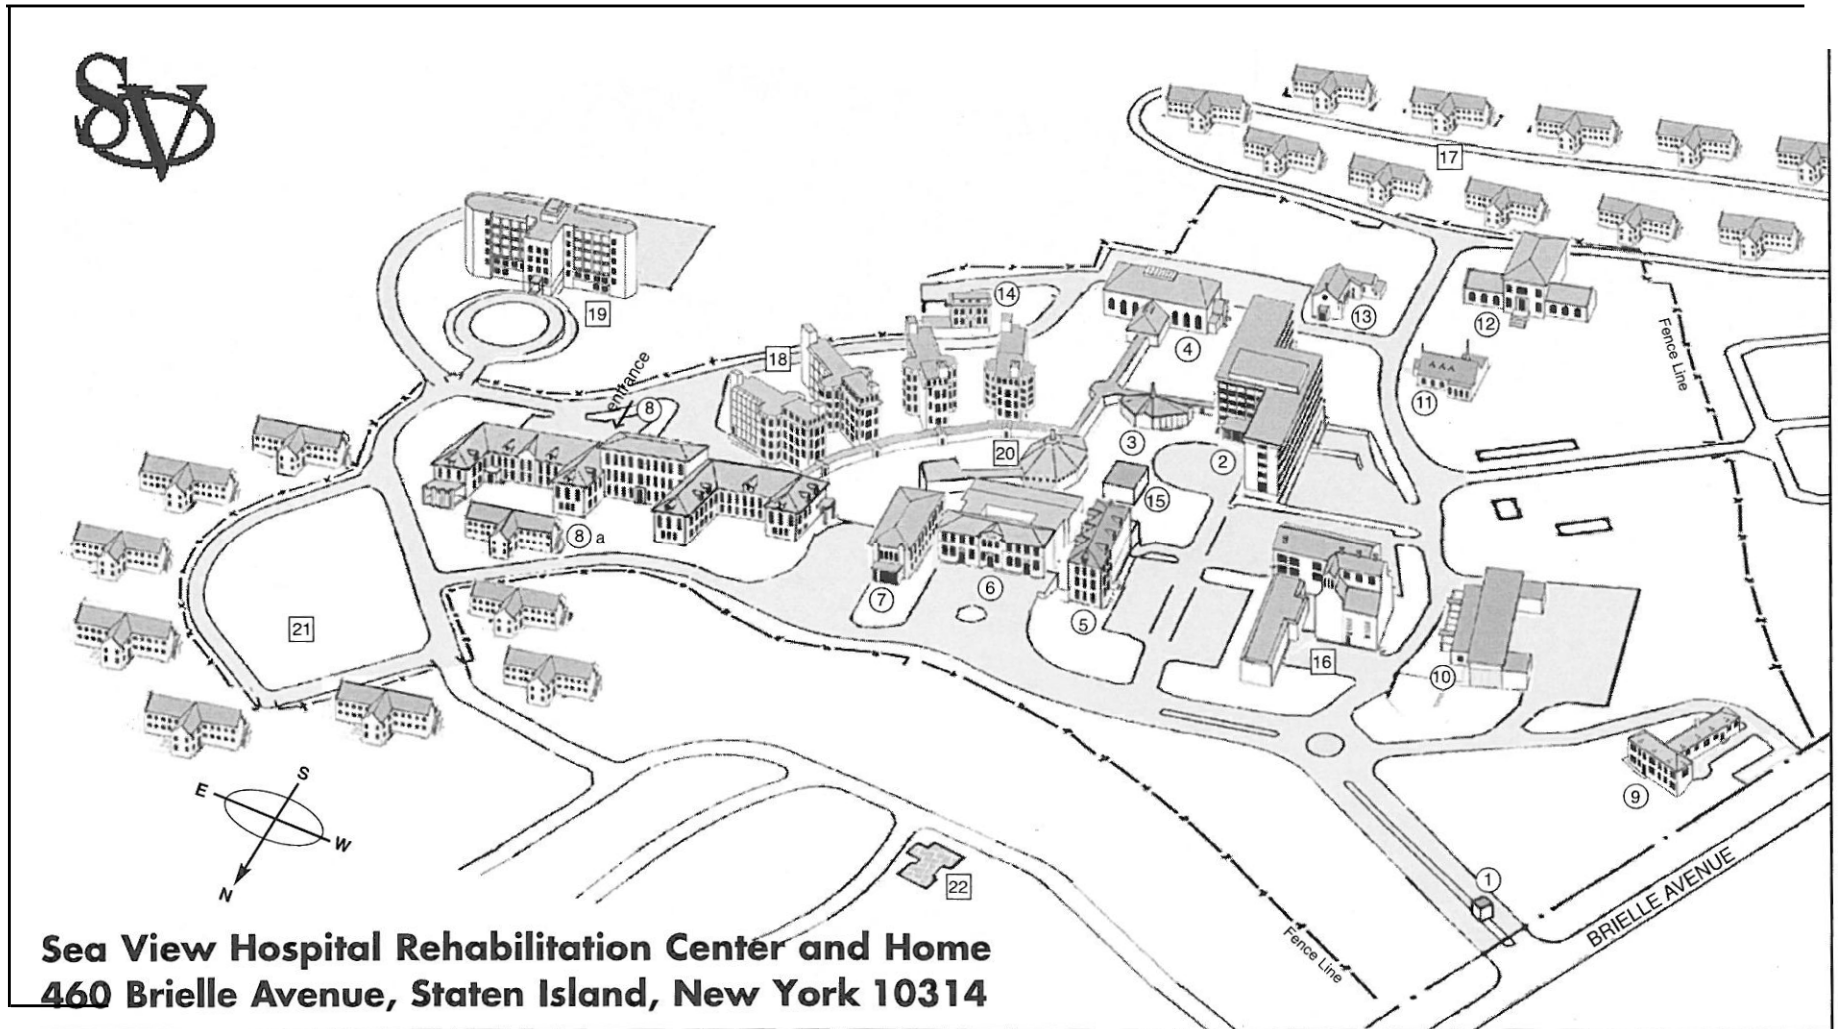 SV
17
19
14
13
12
18
entrance
8
4
11
Fence Line
3
20
2
15
8 a
7
6
5
21
16
10
9
E
S
W
N
22
1
BRIELLE AVENUE
Fence Line
Sea View Hospital Rehabilitation Center and Home
460 Brielle Avenue, Staten Island, New York 10314